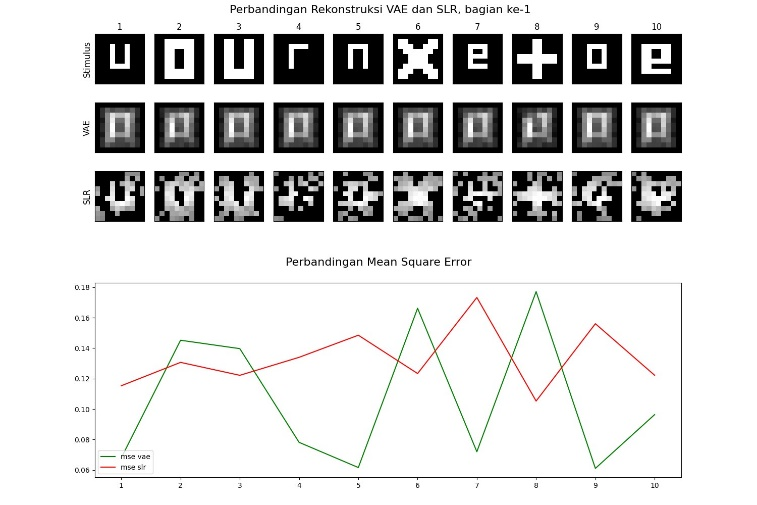 Perbandingan Rekonstruksi VAE dan SLR, bagian ke-1
1 2 3 4 5 6 7 8 9 10
Stimulus
u 0 U r n X e + o e
VAE
SLR
Perbandingan Mean Square Error
0.18
0.16
0.14
0.12
0.10
0.08
0.06
mse vae
mse slr
1 2 3 4 5 6 7 8 9 10